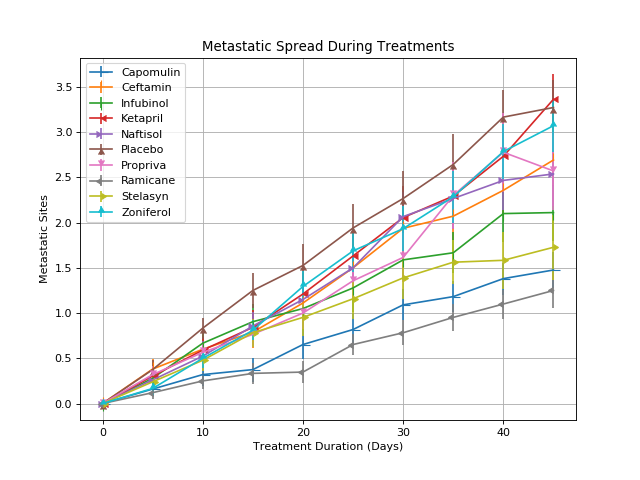 Metastatic Spread During Treatments
Metastatic Sites
3.5
3.0
2.5
2.0
1.5
1.0
0.5
0.0
Capomulin
Ceftamin
Infubinol
Ketapril
Naftisol
Placebo
Propriva
Ramicane
Stelasyn
Zoniferol
0 10 20 30 40
Treatment Duration (Days)